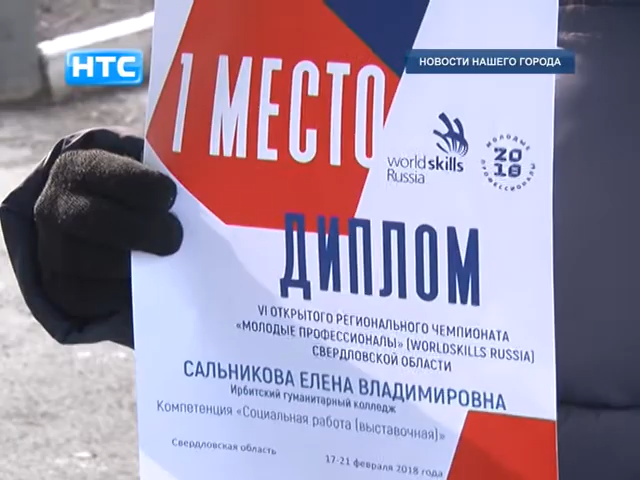 НТС
НОВОСТИ НАШЕГО ГОРОДА
1 МЕСТО
worldskills
Russia
МОЛОДЫЕ
2018
ПРОФЕССИОНАЛЫ
ДИПЛОМ
VI ОТКРЫТОГО РЕГИОНАЛЬНОГО ЧЕМПИОНАТА
«МОЛОДЫЕ ПРОФЕССИОНАЛЫ» (WORLDSKILLS RUSSIA)
СВЕРДЛОВСКОЙ ОБЛАСТИ
САЛЬНИКОВА ЕЛЕНА ВЛАДИМИРОВНА
Ирбитский гуманитарный колледж
Компетенция «Социальная работа (выставочная)»
Свердловская область
17-21 февраля 2018 года